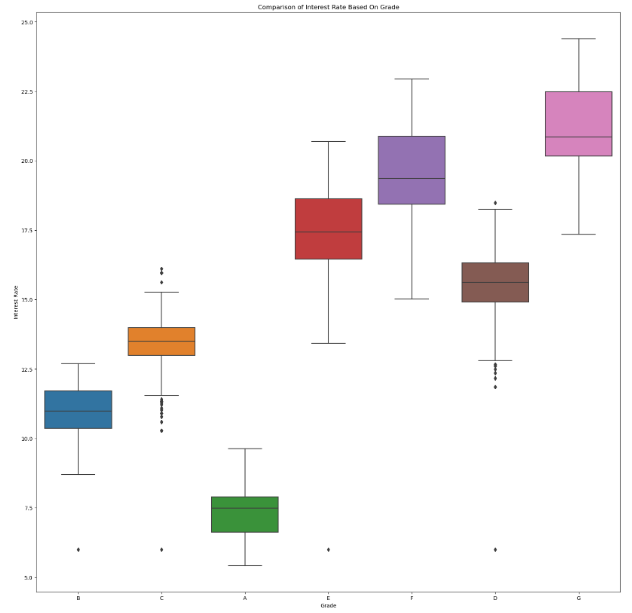 Comparison of Interest Rate Based On Grade
25.0
22.5
20.0
17.5
15.0
12.5
10.0
7.5
5.0
Interest Rate
B C A E F D G
Grade